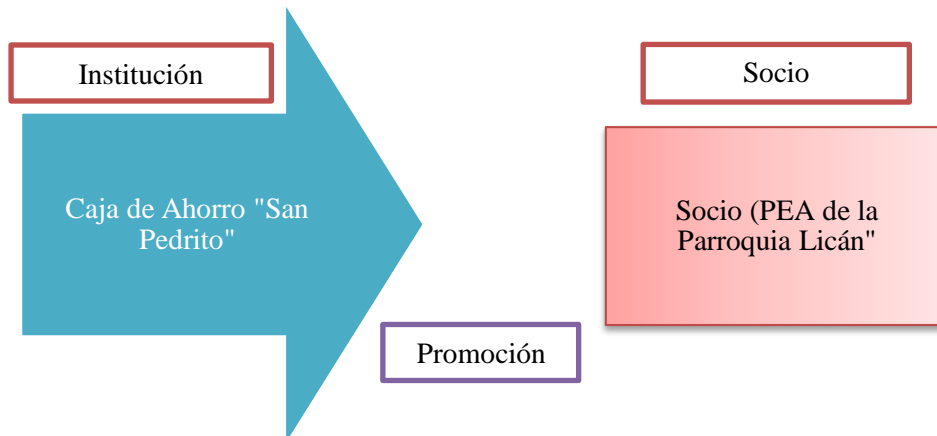 Institución
Socio
Caja de Ahorro "San
Pedrito"
Socio (PEA de la
Parroquia Licán"
Promoción